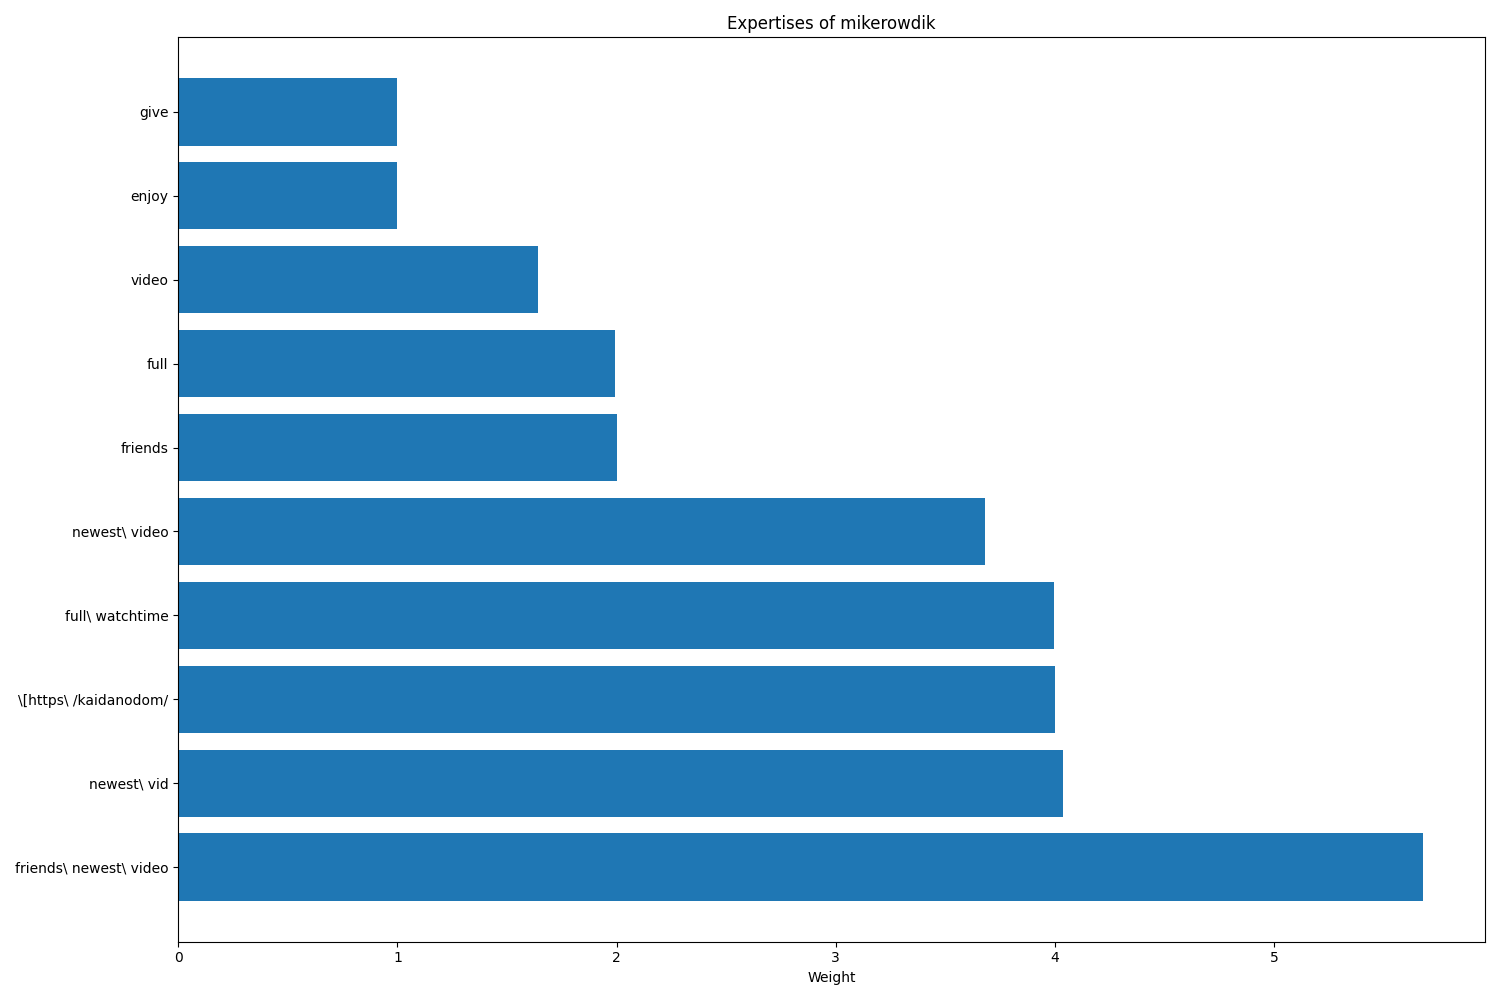 Expertises of mikerowdik
give
enjoy
video
full
friends
newest\ video
full\ watchtime
\[https\ /kaidanodom/
newest\ vid
friends\ newest\ video
0 1 2 3 4 5
Weight